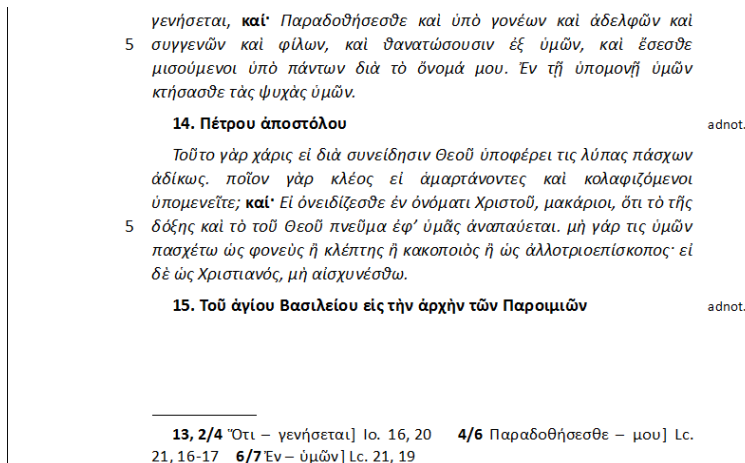 γενήσεται, καί· Παραδοθήσεσθε καὶ ὑπὸ γονέων καὶ ἀδελφῶν καὶ
5 συγγενῶν καὶ φίλων, καὶ θανατώσουσιν ἐξ ὑμῶν, καὶ ἔσεσθε
μισούμενοι ὑπὸ πάντων διὰ τὸ ὄνομά μου. Ἐν τῇ ὑπομονῇ ὑμῶν
κτήσασθε τὰς ψυχὰς ὑμῶν.
14. Πέτρου ἀποστόλου adnot.
Τοῦτο γὰρ χάρις εἰ διὰ συνείδησιν Θεοῦ ὑποφέρει τις λύπας πάσχων
ἀδίκως. ποῖον γὰρ κλέος εἰ ἁμαρτάνοντες καὶ κολαφιζόμενοι
ὑπομενεῖτε; καί· Εἰ ὀνειδίζεσθε ἐν ὀνόματι Χριστοῦ, μακάριοι, ὅτι τὸ τῆς
5 δόξης καὶ τὸ τοῦ Θεοῦ πνεῦμα ἐφ’ ὑμᾶς ἀναπαύεται. μὴ γάρ τις ὑμῶν
πασχέτω ὡς φονεὺς ἢ κλέπτης ἢ κακοποιὸς ἢ ὡς ἀλλοτριοεπίσκοπος· εἰ
δὲ ὡς Χριστιανός, μὴ αἰσχυνέσθω.
15. Τοῦ ἁγίου Βασιλείου εἰς τὴν ἀρχὴν τῶν Παροιμιῶν adnot.
13, 2/4 Ὅτι – γενήσεται] Io. 16, 20 4/6 Παραδοθήσεσθε – μου] Lc.
21, 16-17 6/7 Ἐν – ὑμῶν] Lc. 21, 19